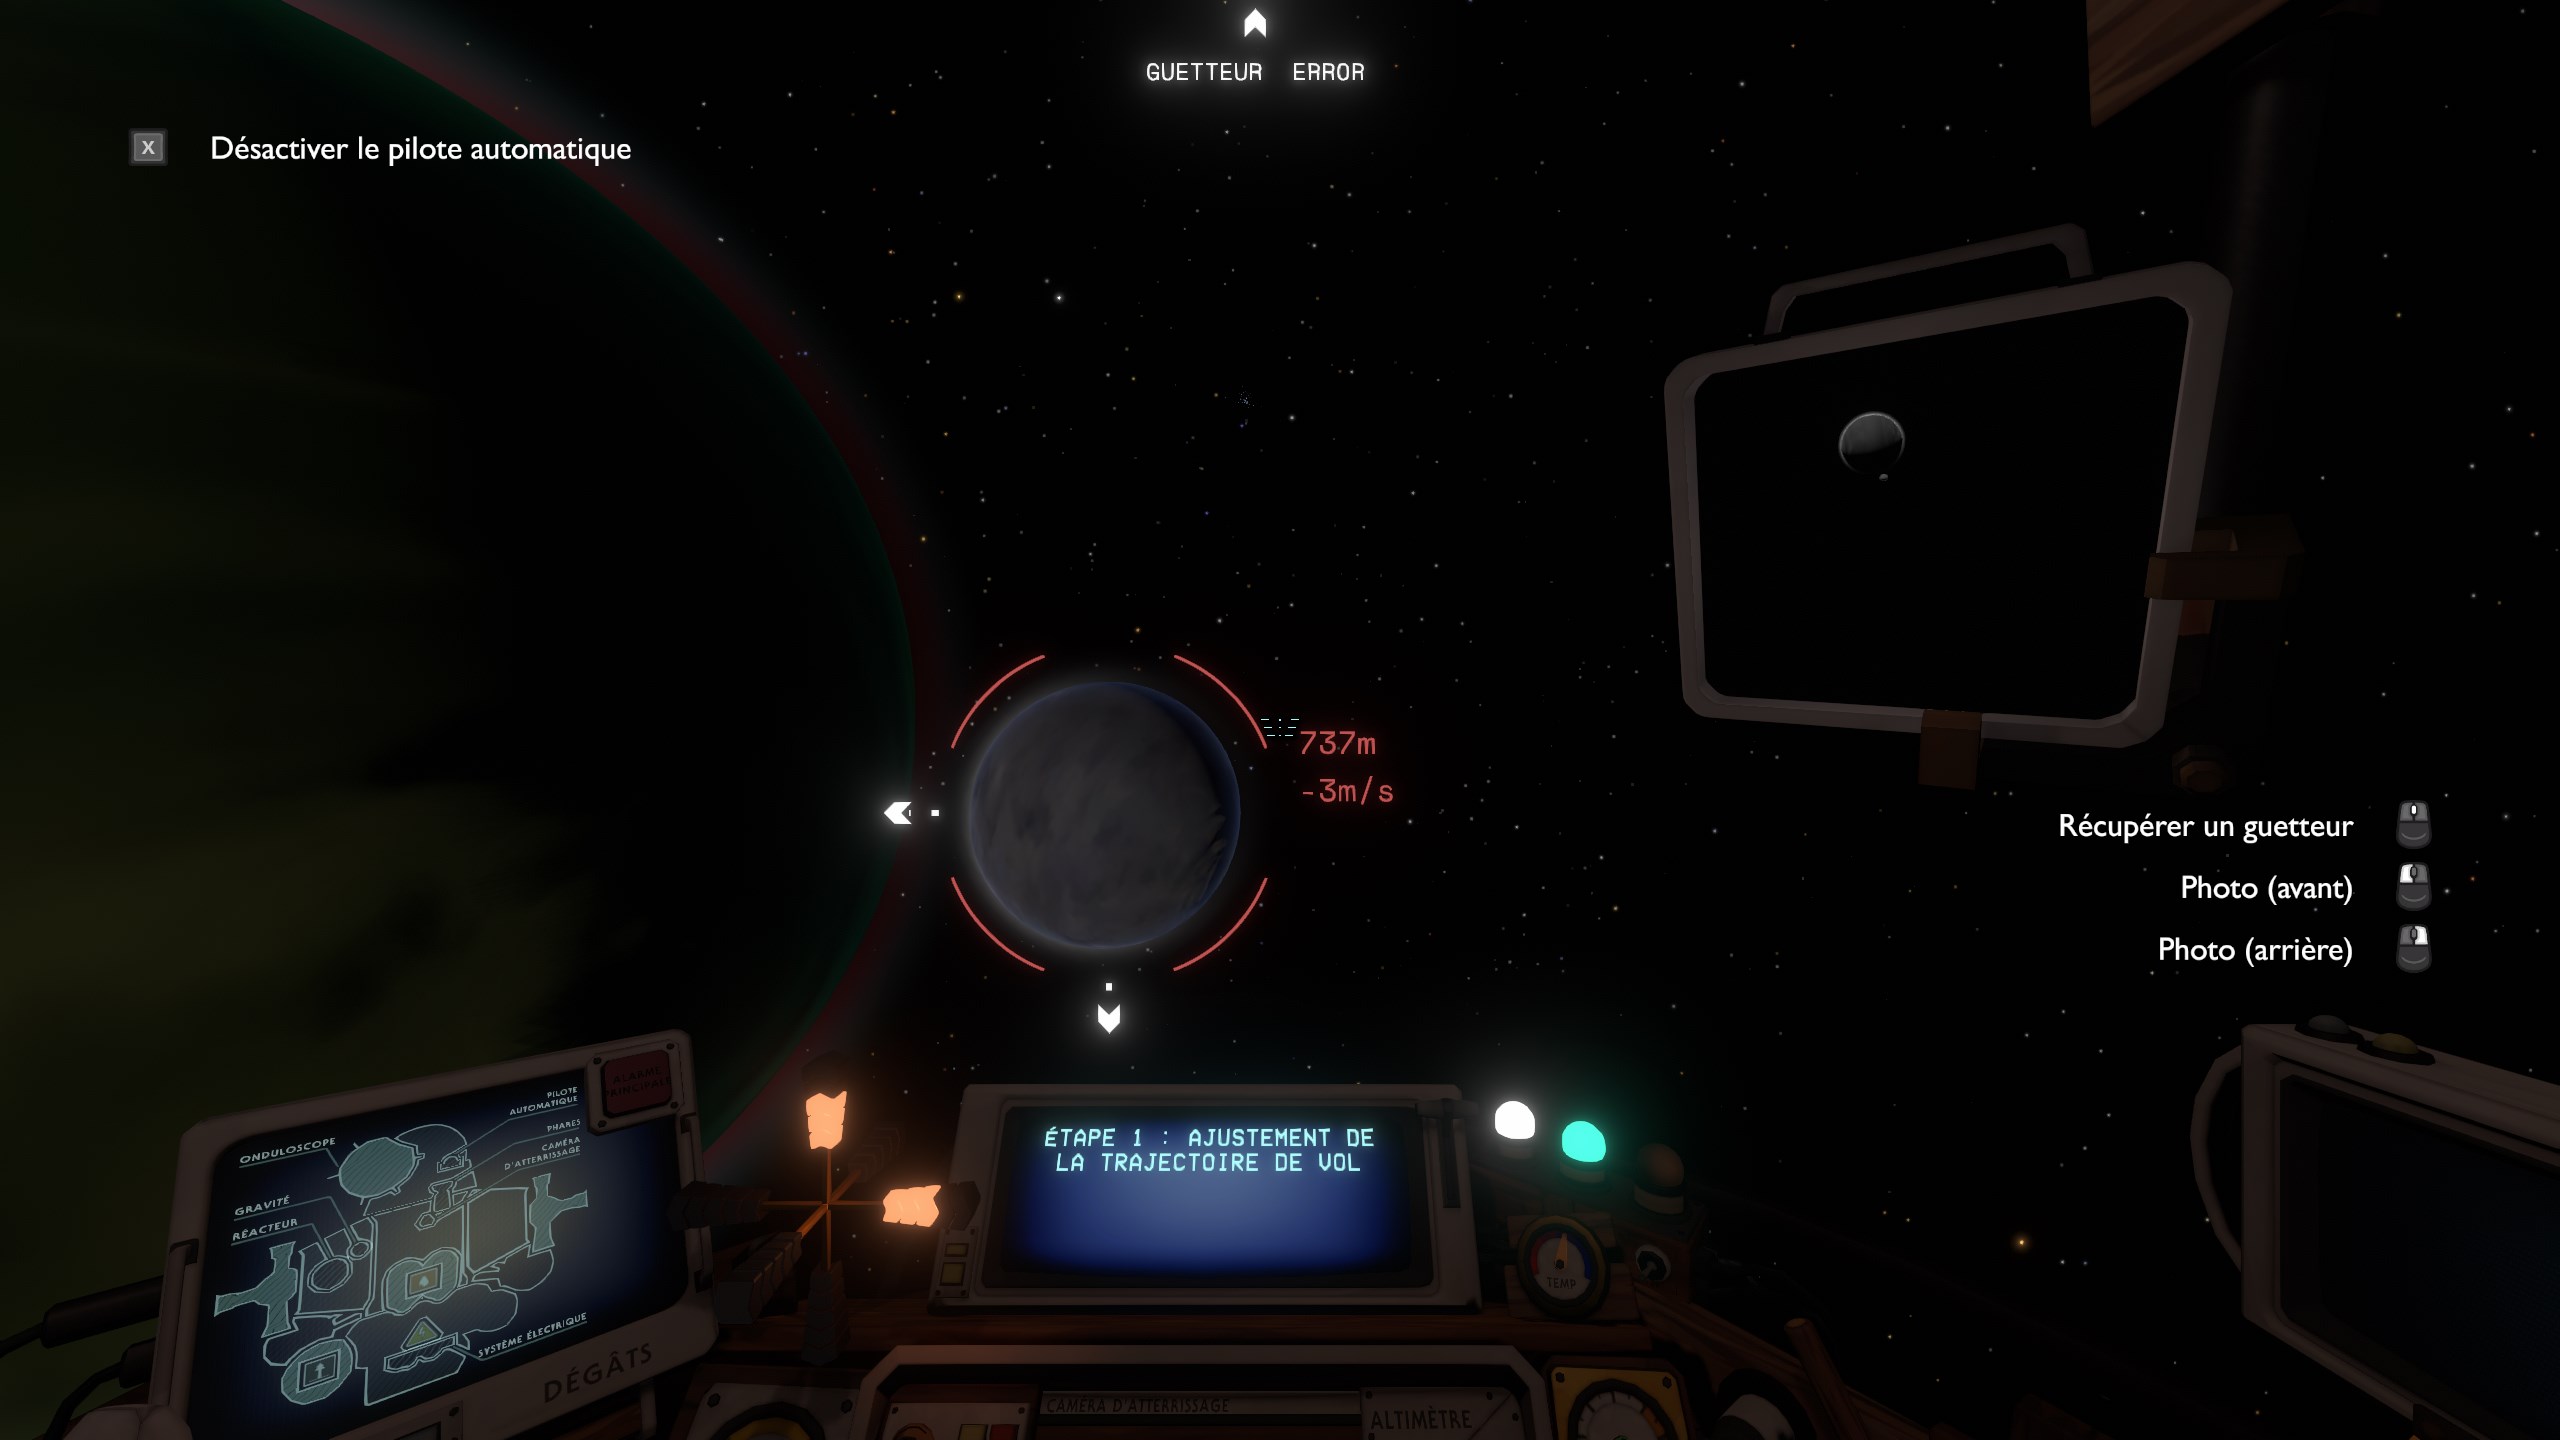 GUETTEUR ERROR
X Désactiver le pilote automatique
737m
-3m/s
Récupérer un guetteur
Photo (avant)
Photo (arrière)
ALARME
PRINCIPALE
PILOTE
AUTOMATIQUE
PHARES
CAMÉRA
D'ATTERRISSAGE
ONDULOSCOPE
GRAVITÉ
RÉACTEUR
SYSTÈME ÉLECTRIQUE
DÉGÂTS
ÉTAPE 1 : AJUSTEMENT DE
LA TRAJECTOIRE DE VOL
TEMP
CAMÉRA D'ATTERRISSAGE
ALTIMÈTRE